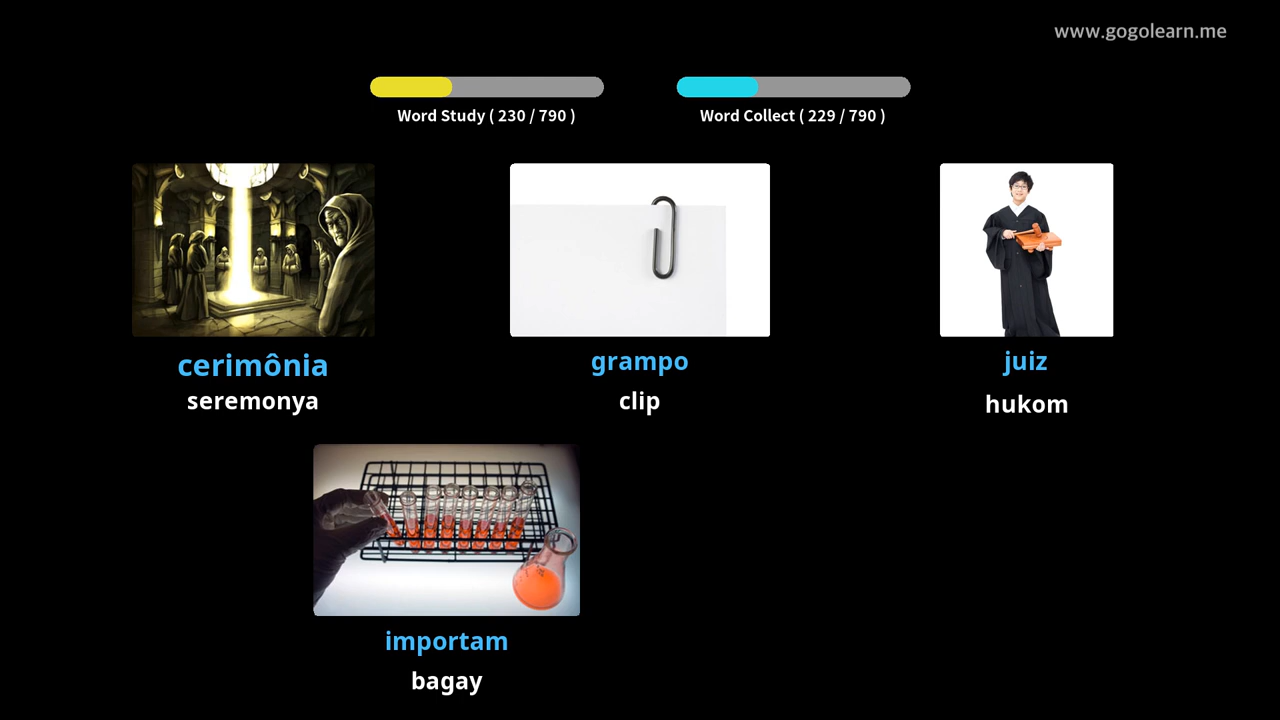 www.gogolearn.me
Word Study ( 230 / 790 )
Word Collect ( 229 / 790 )
cerimônia
seremonya
grampo
clip
juiz
hukom
importam
bagay